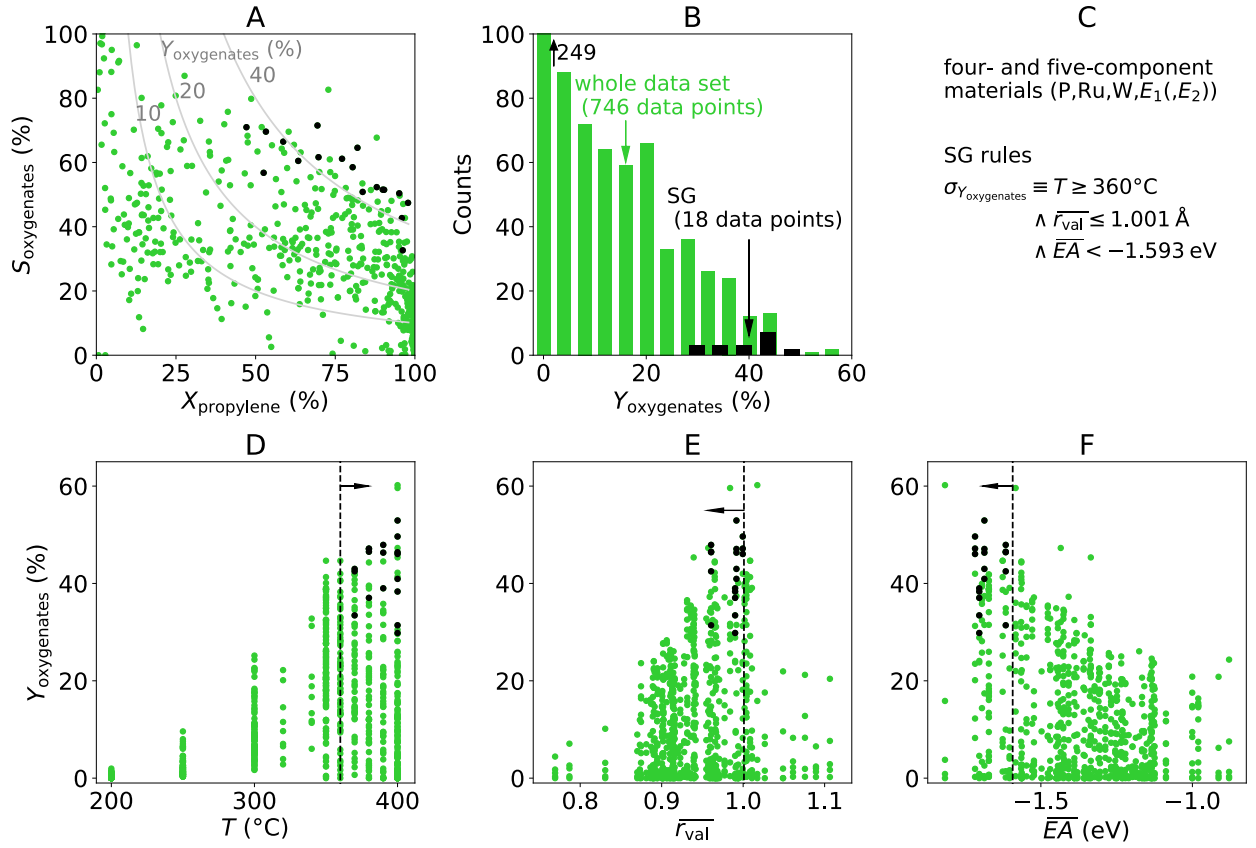 A
B
C
100
80
60
40
20
0
S_oxygenates (%)
Y_oxygenates (%)
10
20
40
0
25
50
75
100
X_propylene (%)
100
80
60
40
20
0
Counts
249
whole data set
(746 data points)
SG
(18 data points)
0
20
40
60
Y_oxygenates (%)
four- and five-component
materials (P,Ru,W,E₁(,E₂))
SG rules
σ_Y_oxygenates ≡ T ≥ 360°C
∧ r̅_val ≤ 1.001 Å
∧ E̅A̅ < −1.593 eV
D
E
F
60
40
20
0
Y_oxygenates (%)
200
300
400
T (°C)
60
40
20
0
0.8
0.9
1.0
1.1
r̅_val
60
40
20
0
−1.5
−1.0
E̅A̅ (eV)